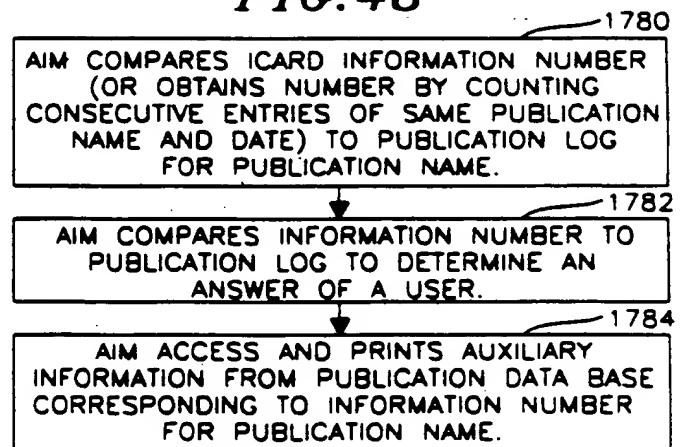 FIG. 48
1780
AIM COMPARES ICARD INFORMATION NUMBER
(OR OBTAINS NUMBER BY COUNTING
CONSECUTIVE ENTRIES OF SAME PUBLICATION
NAME AND DATE) TO PUBLICATION LOG
FOR PUBLICATION NAME.
1782
AIM COMPARES INFORMATION NUMBER TO
PUBLICATION LOG TO DETERMINE AN
ANSWER OF A USER.
1784
AIM ACCESS AND PRINTS AUXILIARY
INFORMATION FROM PUBLICATION DATA BASE
CORRESPONDING TO INFORMATION NUMBER
FOR PUBLICATION NAME.